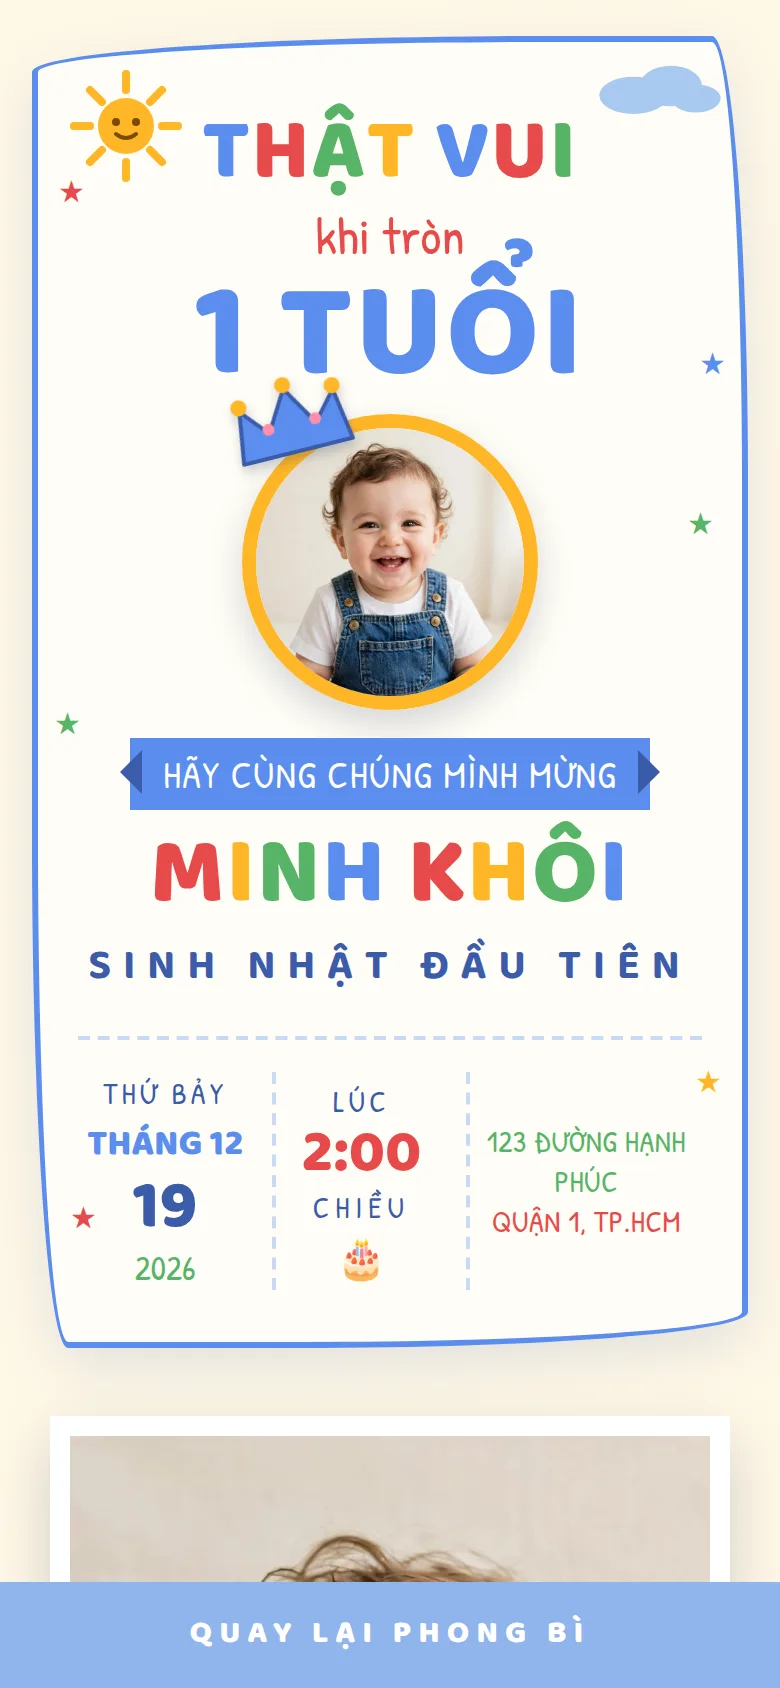 THẬT VUI
khi tròn
1 TUỔI
HÃY CÙNG CHÚNG MÌNH MỪNG
MINH KHÔI
SINH NHẬT ĐẦU TIÊN
THỨ BẢY
THÁNG 12
19
2026
LÚC
2:00
CHIỀU
123 ĐƯỜNG HẠNH
PHÚC
QUẬN 1, TP.HCM
QUAY LẠI PHONG BÌ